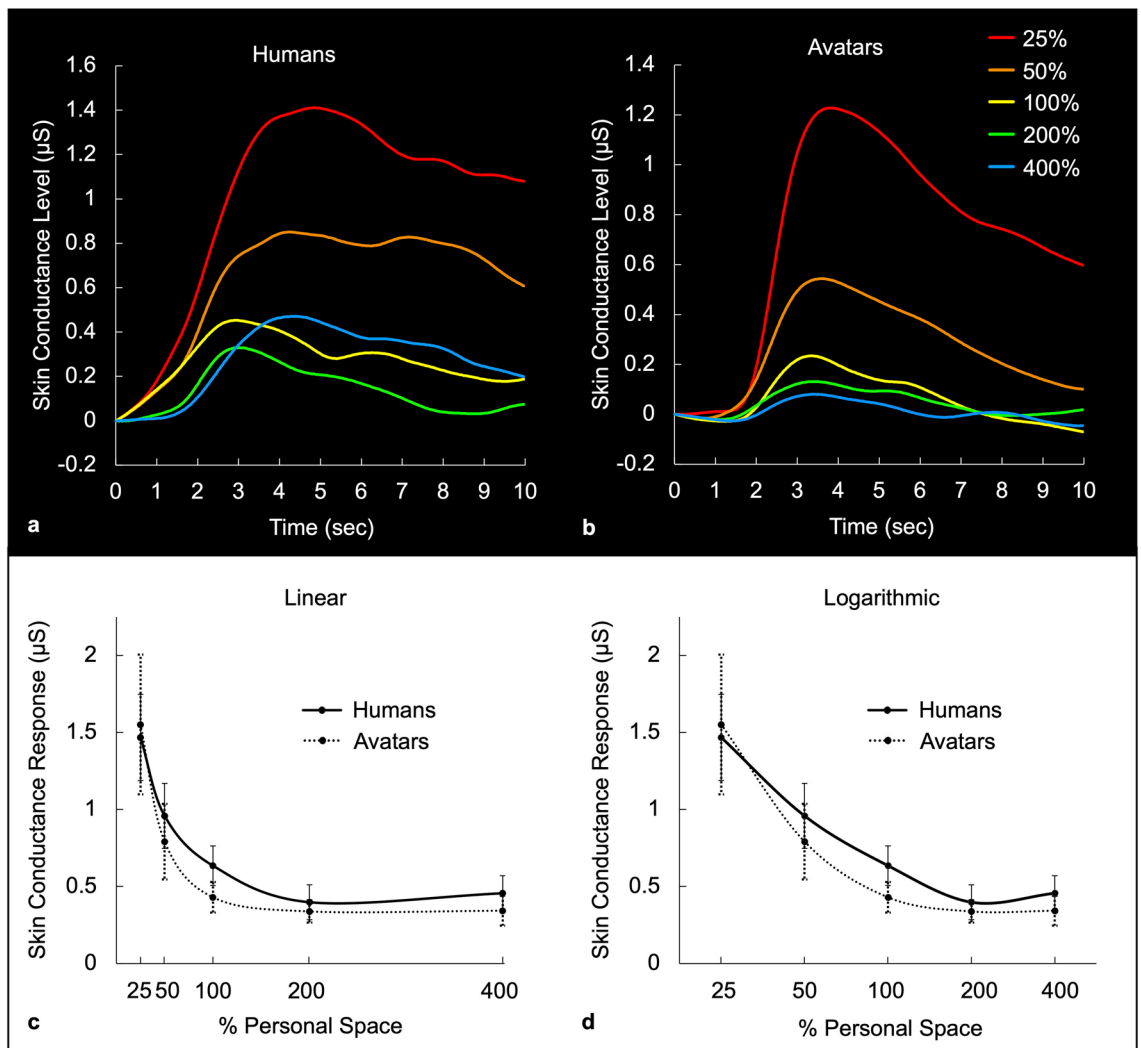 Humans
Skin Conductance Level (µS)
1.6
1.4
1.2
1
0.8
0.6
0.4
0.2
0
-0.2
0 1 2 3 4 5 6 7 8 9 10
Time (sec)
a
Avatars
Skin Conductance Level (µS)
1.4
1.2
1
0.8
0.6
0.4
0.2
0
-0.2
0 1 2 3 4 5 6 7 8 9 10
Time (sec)
b
25%
50%
100%
200%
400%
Linear
Skin Conductance Response (µS)
2
1.5
1
0.5
0
Humans
Avatars
25 50 100 200 400
% Personal Space
c
Logarithmic
Skin Conductance Response (µS)
2
1.5
1
0.5
0
Humans
Avatars
25 50 100 200 400
% Personal Space
d